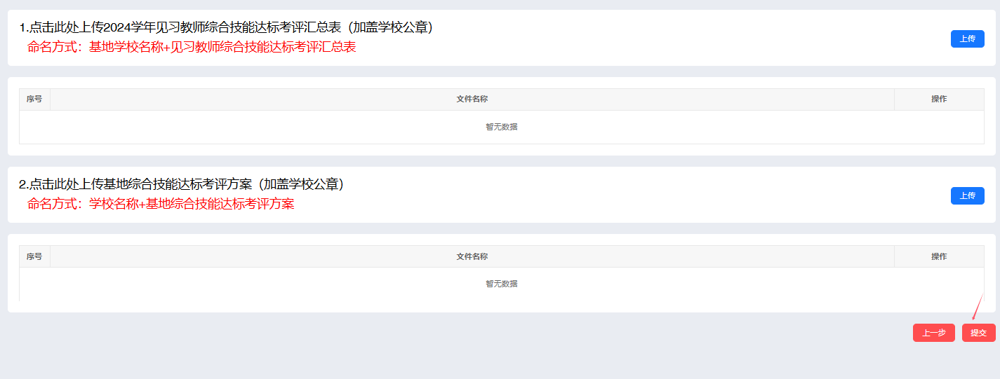 1.点击此处上传2024学年见习教师综合技能达标考评汇总表（加盖学校公章）
命名方式：基地学校名称+见习教师综合技能达标考评汇总表
上传
序号 文件名称 操作
暂无数据
2.点击此处上传基地综合技能达标考评方案（加盖学校公章）
命名方式：学校名称+基地综合技能达标考评方案
上传
序号 文件名称 操作
暂无数据
上一步 提交